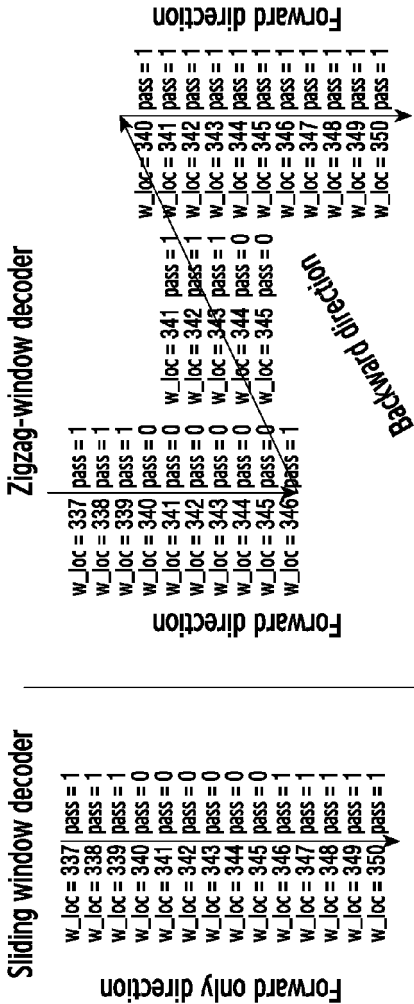 Sliding window decoder
Forward only direction
w_loc = 337 pass = 1
w_loc = 338 pass = 1
w_loc = 339 pass = 1
w_loc = 340 pass = 0
w_loc = 341 pass = 0
w_loc = 342 pass = 0
w_loc = 343 pass = 0
w_loc = 344 pass = 0
w_loc = 345 pass = 0
w_loc = 346 pass = 1
w_loc = 347 pass = 1
w_loc = 348 pass = 1
w_loc = 349 pass = 1
w_loc = 350 pass = 1
Zigzag-window decoder
Forward direction
w_loc = 337 pass = 1
w_loc = 338 pass = 1
w_loc = 339 pass = 1
w_loc = 340 pass = 0
w_loc = 341 pass = 0
w_loc = 342 pass = 0
w_loc = 343 pass = 0
w_loc = 344 pass = 0
w_loc = 345 pass = 0
w_loc = 346 pass = 1
w_loc = 341 pass = 1
w_loc = 342 pass = 1
w_loc = 343 pass = 1
w_loc = 344 pass = 0
w_loc = 345 pass = 0
Backward direction
w_loc = 340 pass = 1
w_loc = 341 pass = 1
w_loc = 342 pass = 1
w_loc = 343 pass = 1
w_loc = 344 pass = 1
w_loc = 345 pass = 1
w_loc = 346 pass = 1
w_loc = 347 pass = 1
w_loc = 348 pass = 1
w_loc = 349 pass = 1
w_loc = 350 pass = 1
Forward direction